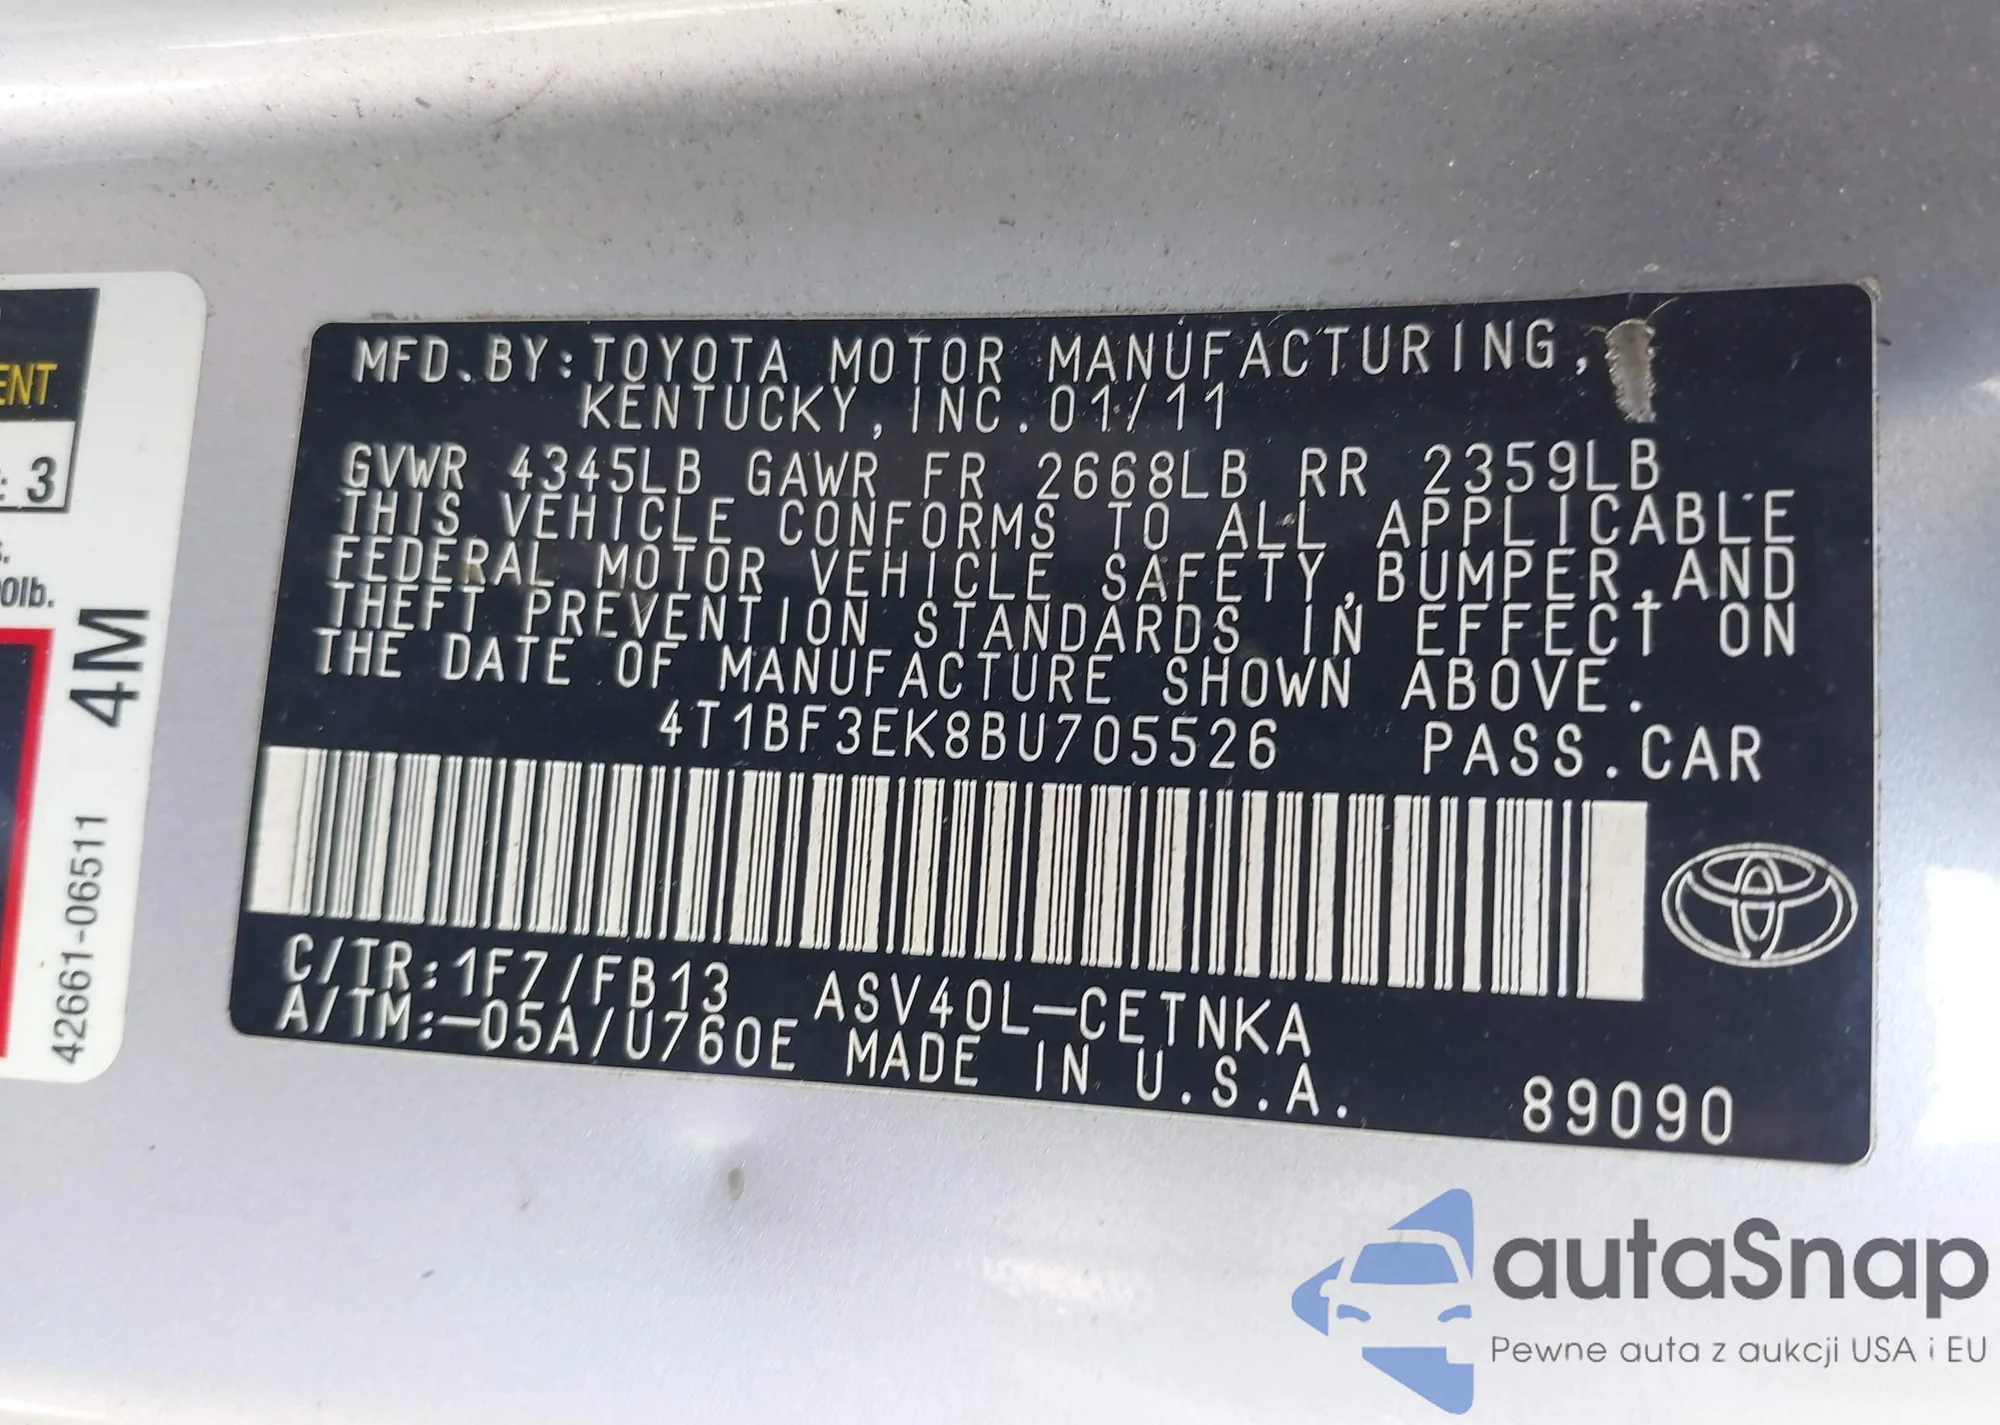 ENT
: 3
s.
0lb.
4M
42661-06511
MFD.BY:TOYOTA MOTOR MANUFACTURING,
KENTUCKY,INC.01/11
GVWR 4345LB GAWR FR 2668LB RR 2359LB
THIS VEHICLE CONFORMS TO ALL APPLICABLE
FEDERAL MOTOR VEHICLE SAFETY,BUMPER,AND
THEFT PREVENTION STANDARDS IN EFFECT ON
THE DATE OF MANUFACTURE SHOWN ABOVE.
4T1BF3EK8BU705526 PASS.CAR
C/TR:1F7/FB13 ASV40L-CETNKA
A/TM:-05A/U760E MADE IN U.S.A.
89090
autaSnap
Pewne auta z aukcji USA i EU